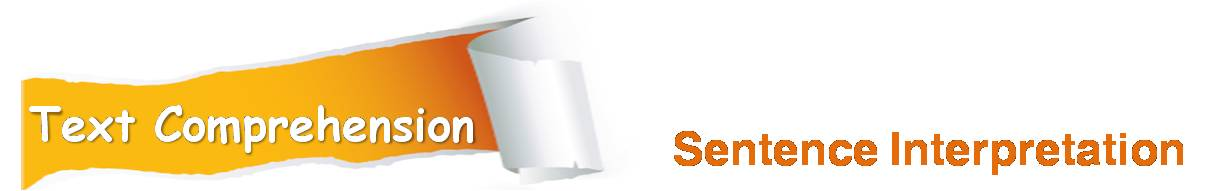 Text Comprehension
Sentence Interpretation